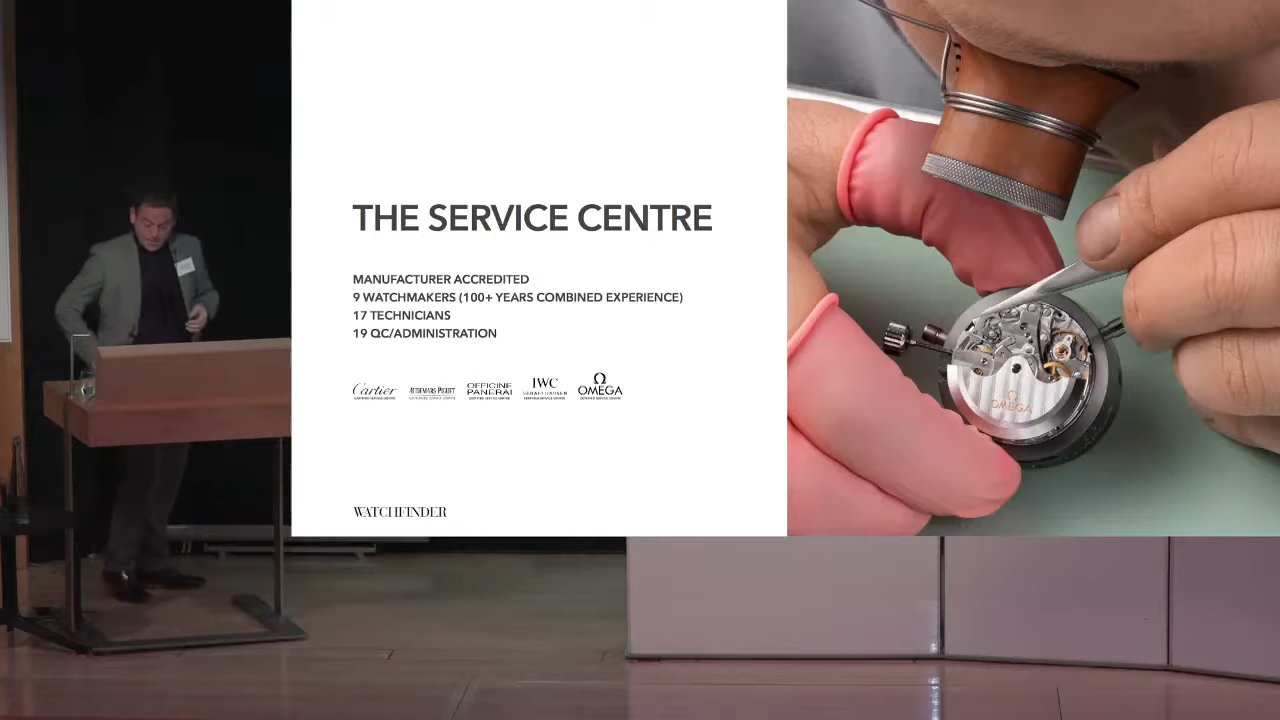 THE SERVICE CENTRE
MANUFACTURER ACCREDITED
9 WATCHMAKERS (100+ YEARS COMBINED EXPERIENCE)
17 TECHNICIANS
19 QC/ADMINISTRATION
Cartier
AUDEMARS PIGUET
OFFICINE
PANERAI
IWC
SCHAFFHAUSEN
Ω
OMEGA
WATCHFINDER
Ω
OMEGA